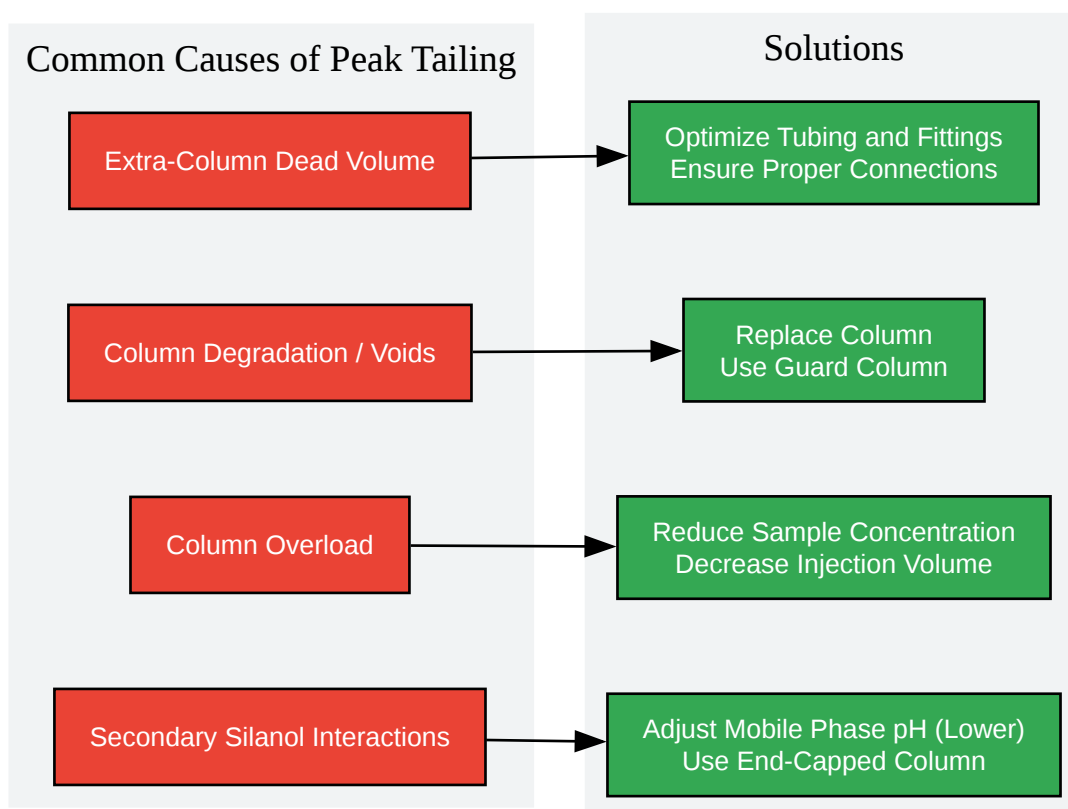 Common Causes of Peak Tailing
Extra-Column Dead Volume
Column Degradation / Voids
Column Overload
Secondary Silanol Interactions
Solutions
Optimize Tubing and Fittings
Ensure Proper Connections
Replace Column
Use Guard Column
Reduce Sample Concentration
Decrease Injection Volume
Adjust Mobile Phase pH (Lower)
Use End-Capped Column